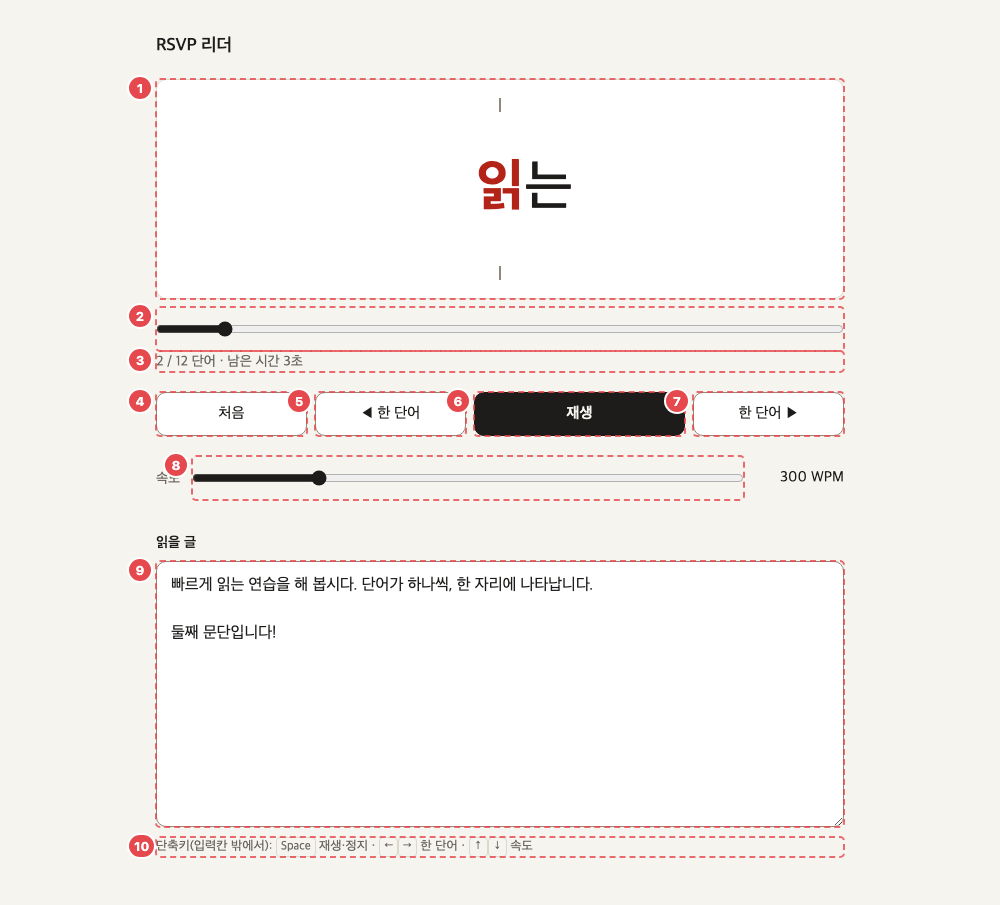 RSVP 리더
1
읽는
2
3
2 / 12 단어 · 남은 시간 3초
4
처음
5
◀ 한 단어
6
재생
7
한 단어 ▶
8
속도
300 WPM
읽을 글
9
빠르게 읽는 연습을 해 봅시다. 단어가 하나씩, 한 자리에 나타납니다.
둘째 문단입니다!
10
단축키(입력칸 밖에서): Space 재생·정지 · ← → 한 단어 · ↑ ↓ 속도